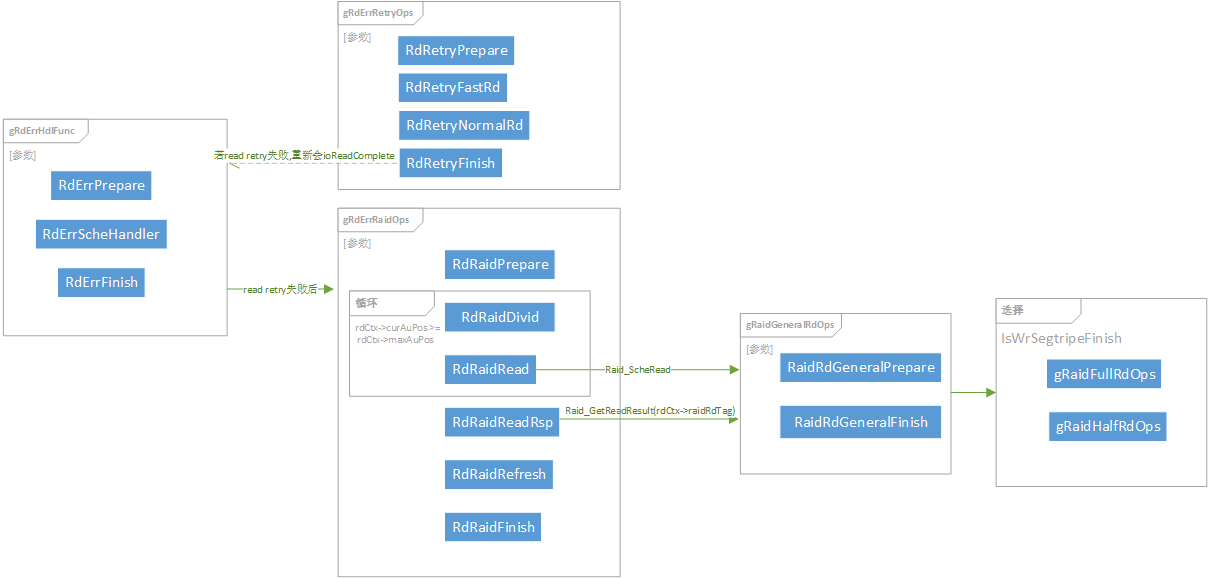 gRdErrRetryOps
[参数]
RdRetryPrepare
RdRetryFastRd
RdRetryNormalRd
RdRetryFinish
gRdErrHdlFunc
[参数]
RdErrPrepare
RdErrScheHandler
RdErrFinish
若read retry失败,重新会ioReadComplete
read retry失败后
gRdErrRaidOps
[参数]
RdRaidPrepare
循环
rdCtx->curAuPos>=
rdCtx->maxAuPos
RdRaidDivid
RdRaidRead
RdRaidReadRsp
RdRaidRefresh
RdRaidFinish
Raid_ScheRead
Raid_GetReadResult(rdCtx->raidRdTag)
gRaidGeneralRdOps
[参数]
RaidRdGeneralPrepare
RaidRdGeneralFinish
选择
IsWrSegtripeFinish
gRaidFullRdOps
gRaidHalfRdOps